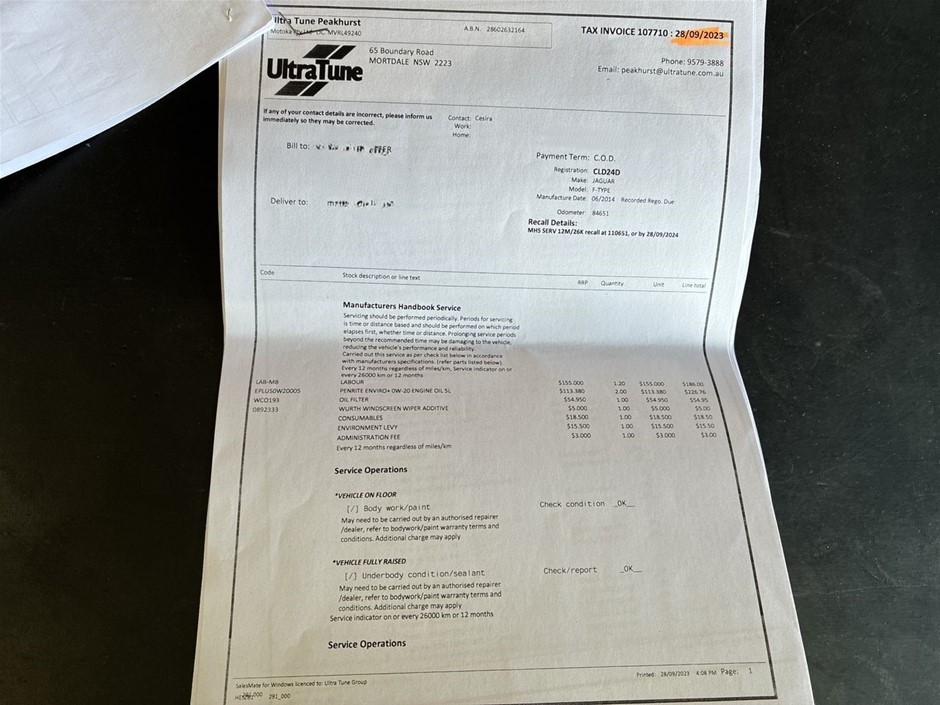 Ultra Tune Peakhurst
Motoka Pty Ltd MVRL49240
A.B.N. 28602632164
TAX INVOICE 107710 : 28/09/2023
UltraTune
65 Boundary Road
MORTDALE NSW 2223
Phone: 9579-3888
Email: peakhurst@ultratune.com.au
If any of your contact details are incorrect, please inform us
immediately so they may be corrected.
Contact: Cesira
Work:
Home:
Bill to:
Payment Term: C.O.D.
Registration: CLD24D
Make: JAGUAR
Model: F-TYPE
Manufacture Date: 06/2014 Recorded Rego. Due
Deliver to:
Odometer: 84651
Recall Details:
MHS SERV 12M/26K recall at 110651, or by 28/09/2024
Code Stock description or line text RRP Quantity Unit Line total
Manufacturers Handbook Service
Servicing should be performed periodically. Periods for servicing
is time or distance based and should be performed on which period
elapses first, whether time or distance. Prolonging service periods
beyond the recommended time may be damaging to the vehicle,
reducing the vehicle's performance and reliability.
Carried out this service as per check list below in accordance
with manufacturers specifications. (refer parts listed below).
Every 12 months regardless of miles/km, Service indicator on or
every 26000 km or 12 months
LAB-MB LABOUR $155.000 1.20 $155.000 $186.00
EPLUS0W20005 PENRITE ENVIRO+ 0W-20 ENGINE OIL 5L $113.380 2.00 $113.380 $226.76
WCO193 OIL FILTER $54.950 1.00 $54.950 $54.95
0892333 WURTH WINDSCREEN WIPER ADDITIVE $5.000 1.00 $5.000 $5.00
CONSUMABLES $18.500 1.00 $18.500 $18.50
ENVIRONMENT LEVY $15.500 1.00 $15.500 $15.50
ADMINISTRATION FEE $3.000 1.00 $3.000 $3.00
Every 12 months regardless of miles/km
Service Operations
*VEHICLE ON FLOOR
[/] Body work/paint Check condition _OK__
May need to be carried out by an authorised repairer
/dealer, refer to bodywork/paint warranty terms and
conditions. Additional charge may apply
*VEHICLE FULLY RAISED
[/] Underbody condition/sealant Check/report _OK__
May need to be carried out by an authorised repairer
/dealer, refer to bodywork/paint warranty terms and
conditions. Additional charge may apply
Service indicator on or every 26000 km or 12 months
Service Operations
SalesMate for Windows licenced to: Ultra Tune Group
281_000
Printed: 28/09/2023 4:08 PM Page: 1